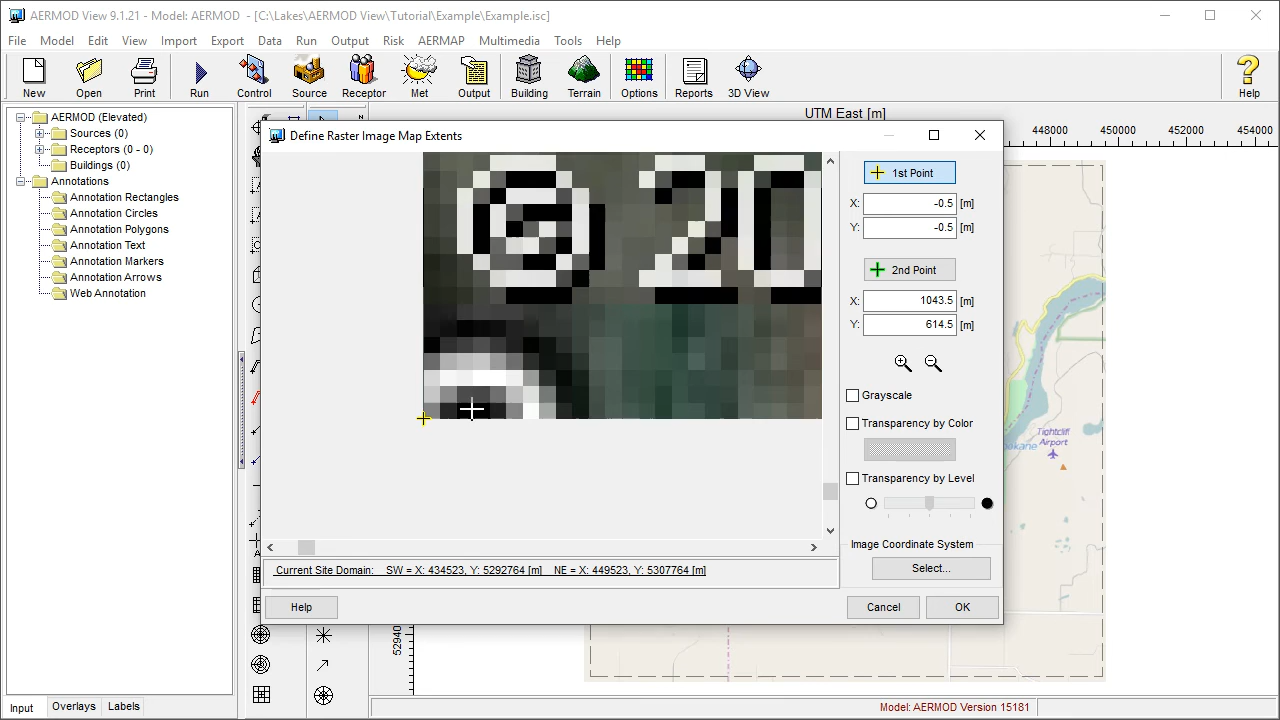 AERMOD View 9.1.21 - Model: AERMOD - [C:\Lakes\AERMOD View\Tutorial\Example\Example.isc]
File Model Edit View Import Export Data Run Output Risk AERMAP Multimedia Tools Help
New Open Print Run Control Source Receptor Met Output Building Terrain Options Reports 3D View Help
AERMOD (Elevated)
Sources (0)
Receptors (0 - 0)
Buildings (0)
Annotations
Annotation Rectangles
Annotation Circles
Annotation Polygons
Annotation Text
Annotation Markers
Annotation Arrows
Web Annotation
UTM East [m]
448000 450000 452000 454000
Define Raster Image Map Extents
© 20
1st Point
X: -0.5 [m]
Y: -0.5 [m]
2nd Point
X: 1043.5 [m]
Y: 614.5 [m]
Grayscale
Transparency by Color
Transparency by Level
Image Coordinate System
Select...
Current Site Domain: SW = X: 434523, Y: 5292764 [m] NE = X: 449523, Y: 5307764 [m]
Help Cancel OK
Tightcliff
Airport
Input Overlays Labels
Model: AERMOD Version 15181